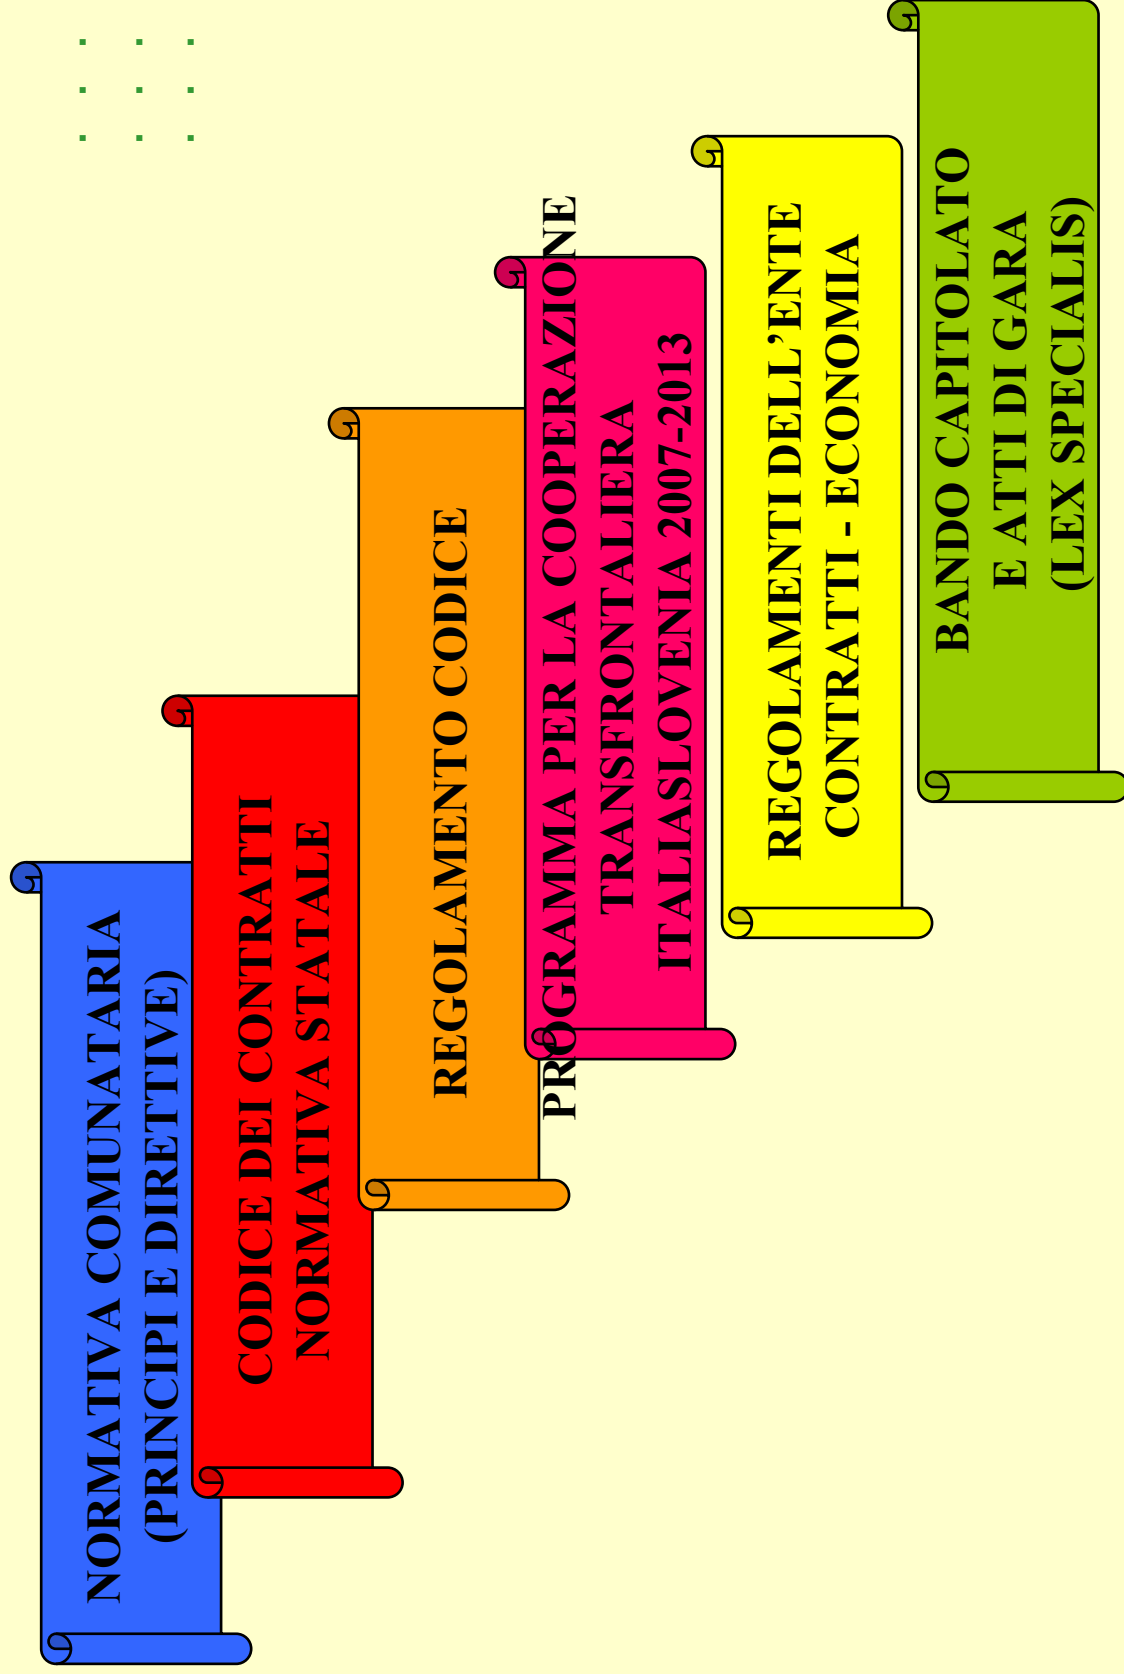 NORMATIVA COMUNATARIA
(PRINCIPI E DIRETTIVE)
CODICE DEI CONTRATTI
NORMATIVA STATALE
REGOLAMENTO CODICE
PROGRAMMA PER LA COOPERAZIONE
TRANSFRONTALIERA
ITALIASLOVENIA 2007-2013
REGOLAMENTI DELL’ENTE
CONTRATTI - ECONOMIA
BANDO CAPITOLATO
E ATTI DI GARA
(LEX SPECIALIS)